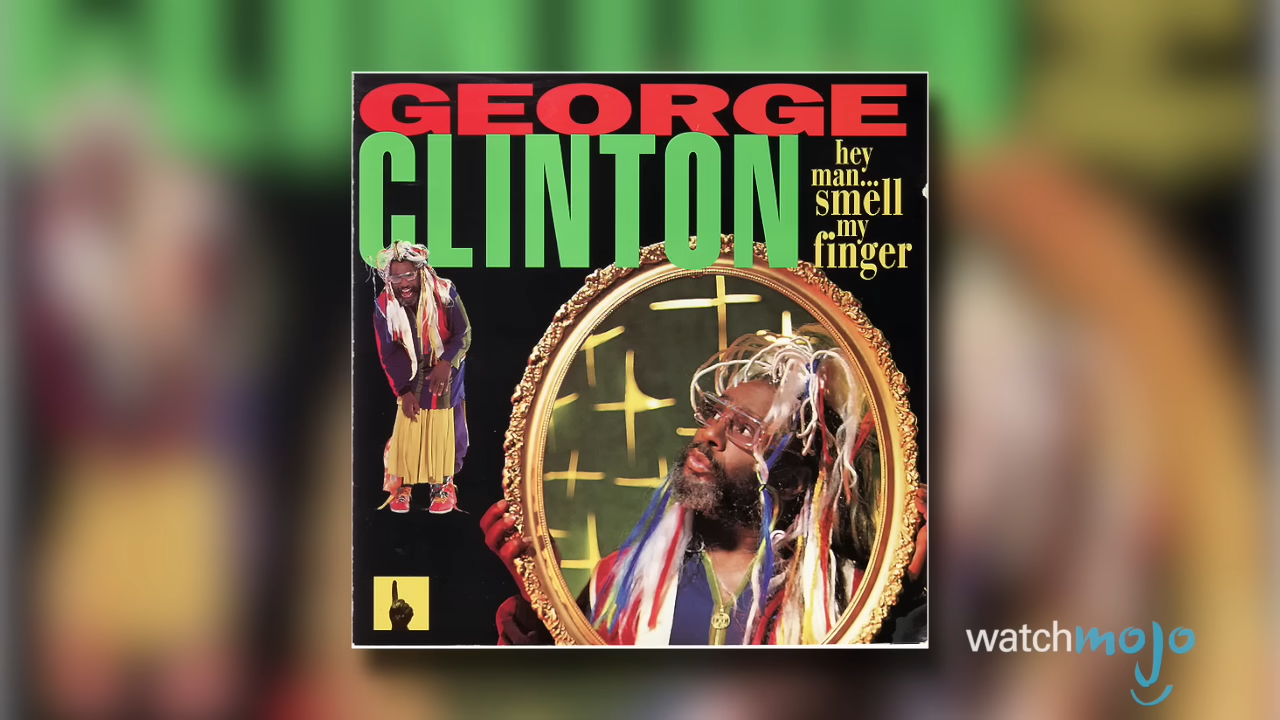 GEORGE
CLINTON
hey
man...
smell
my
finger
watchmojo